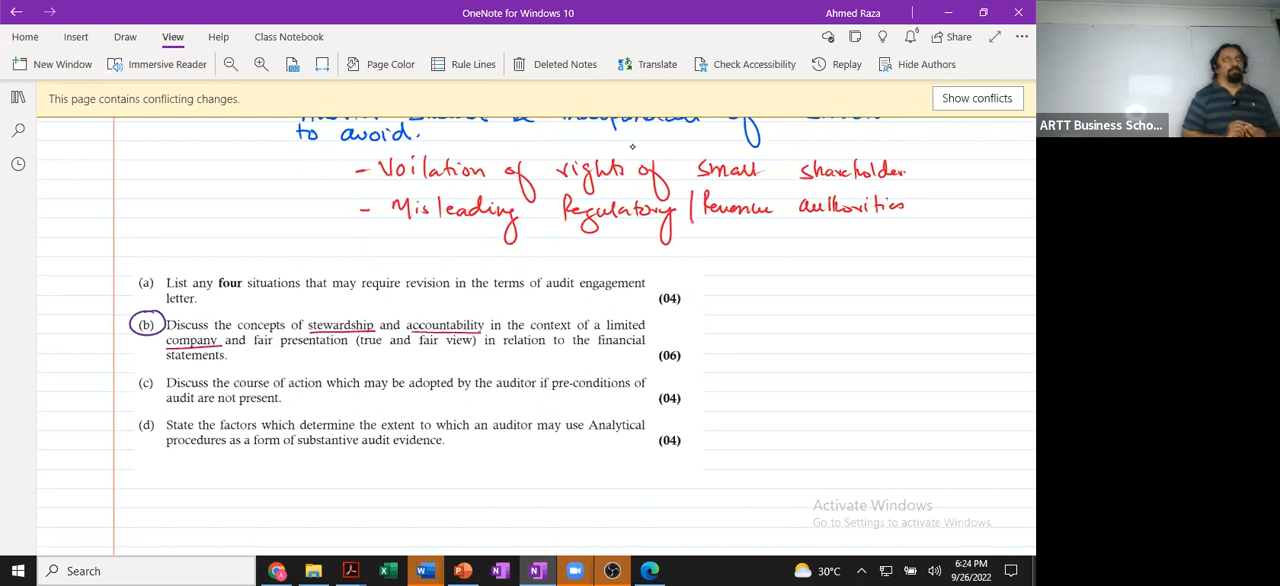 OneNote for Windows 10
Ahmed Raza
Home Insert Draw View Help Class Notebook
Share
New Window Immersive Reader Page Color Rule Lines Deleted Notes Translate Check Accessibility Replay Hide Authors
This page contains conflicting changes.
Show conflicts
ARTT Business Scho...
to avoid.
- Voilation of rights of small shareholder
- Misleading Regulatory / Revenue authorities
(a) List any four situations that may require revision in the terms of audit engagement
letter. (04)
(b) Discuss the concepts of stewardship and accountability in the context of a limited
company and fair presentation (true and fair view) in relation to the financial
statements. (06)
(c) Discuss the course of action which may be adopted by the auditor if pre-conditions of
audit are not present. (04)
(d) State the factors which determine the extent to which an auditor may use Analytical
procedures as a form of substantive audit evidence. (04)
Activate Windows
Go to Settings to activate Windows.
Search
30°C
6:24 PM
9/26/2022